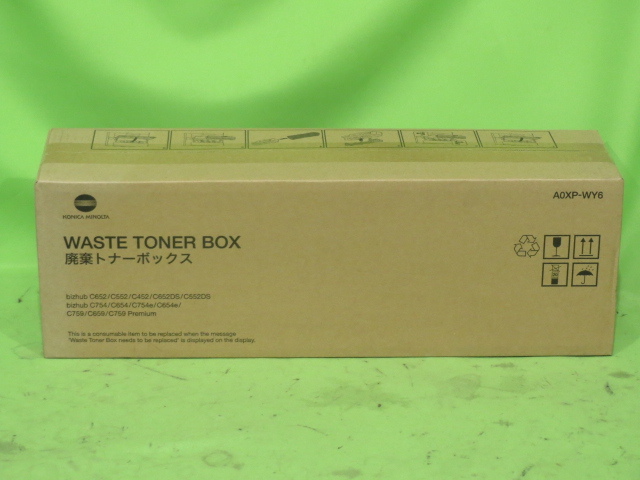 KONICA MINOLTA
A0XP-WY6
WASTE TONER BOX
廃棄トナーボックス
bizhub C652/C552/C452/C652DS/C552DS
bizhub C754/C654/C754e/C654e/
C759/C659/C759 Premium
This is a consumable item to be replaced when the message
'Waste Toner Box needs to be replaced' is displayed on the display.